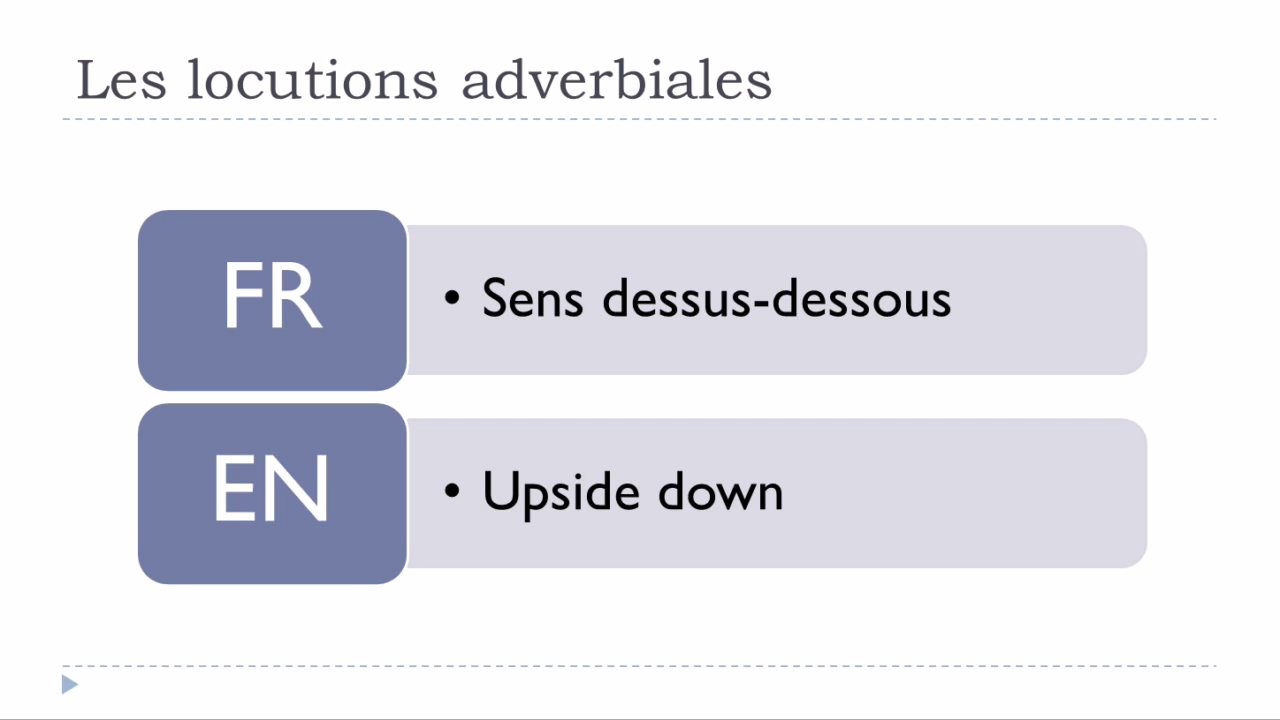 Les locutions adverbiales
FR
• Sens dessus-dessous
EN
• Upside down